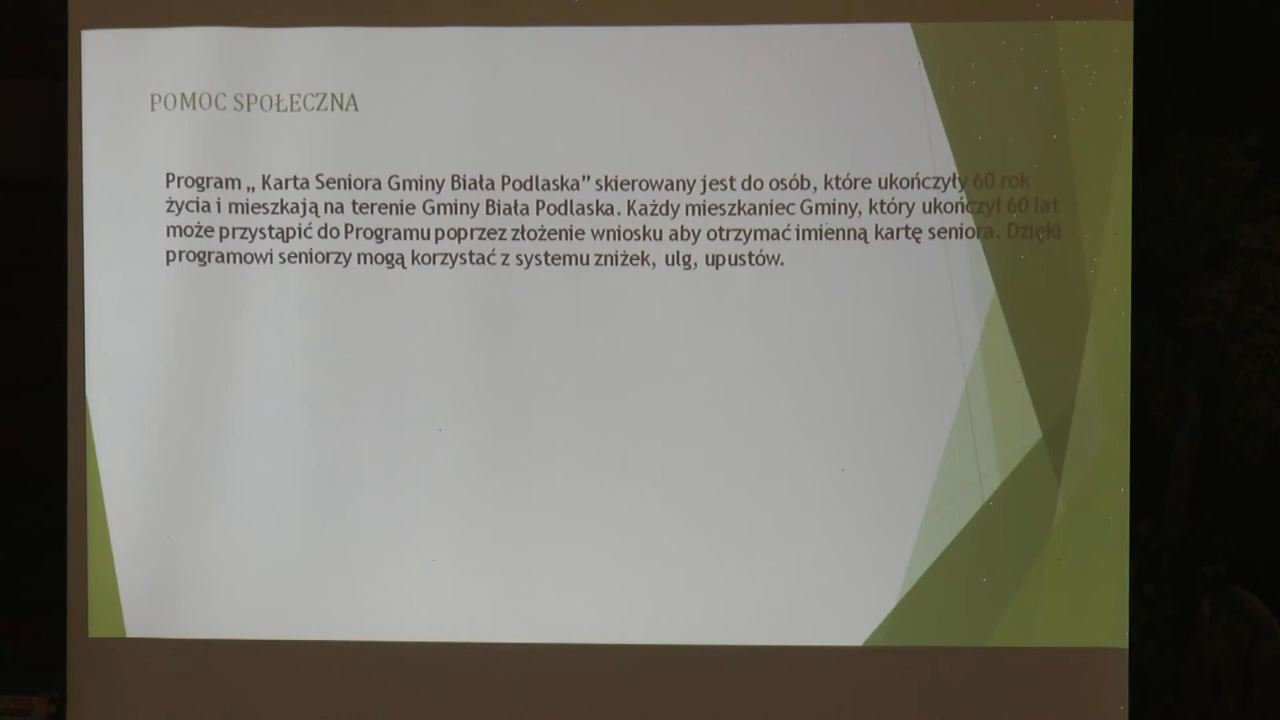 POMOC SPOŁECZNA
Program „ Karta Seniora Gminy Biała Podlaska” skierowany jest do osób, które ukończyły 60 rok
życia i mieszkają na terenie Gminy Biała Podlaska. Każdy mieszkaniec Gminy, który ukończył 60 lat
może przystąpić do Programu poprzez złożenie wniosku aby otrzymać imienną kartę seniora. Dzięki
programowi seniorzy mogą korzystać z systemu zniżek, ulg, upustów.